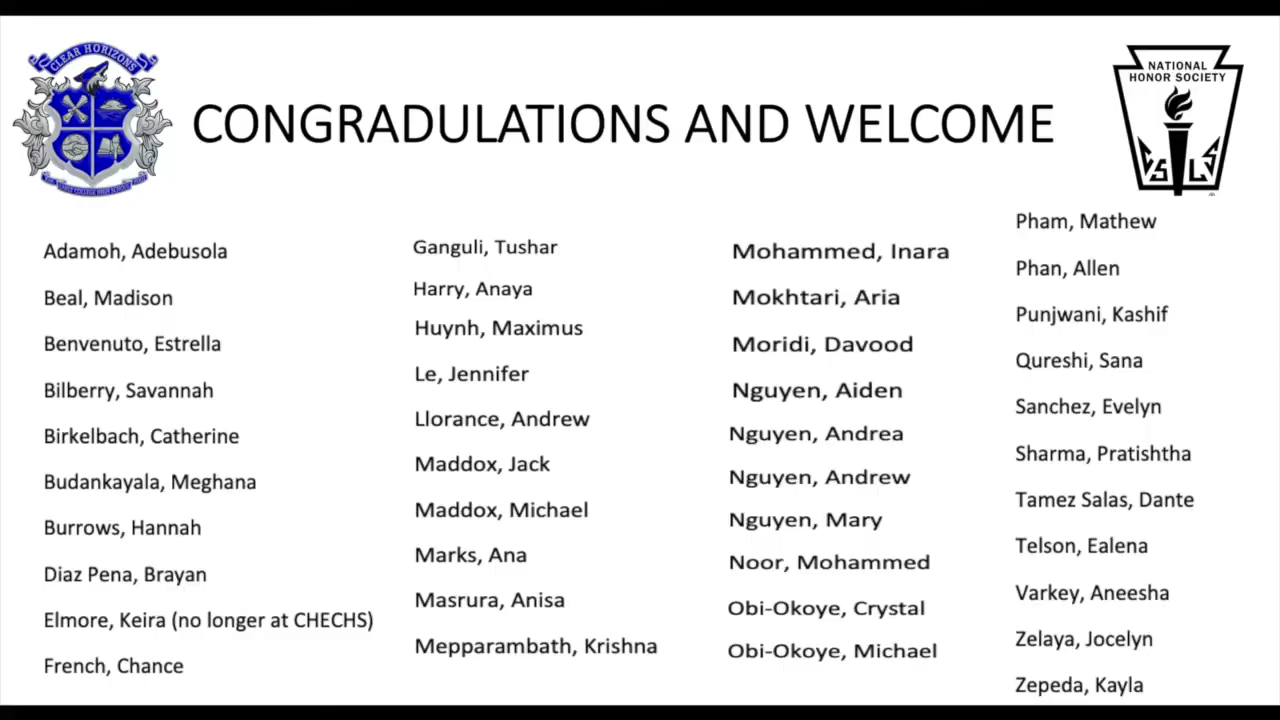 CLEAR HORIZONS
NATIONAL
HONOR SOCIETY
CONGRADULATIONS AND WELCOME
Adamoh, Adebusola
Beal, Madison
Benvenuto, Estrella
Bilberry, Savannah
Birkelbach, Catherine
Budankayala, Meghana
Burrows, Hannah
Diaz Pena, Brayan
Elmore, Keira (no longer at CHECHS)
French, Chance
Ganguli, Tushar
Harry, Anaya
Huynh, Maximus
Le, Jennifer
Llorance, Andrew
Maddox, Jack
Maddox, Michael
Marks, Ana
Masrura, Anisa
Mepparambath, Krishna
Mohammed, Inara
Mokhtari, Aria
Moridi, Davood
Nguyen, Aiden
Nguyen, Andrea
Nguyen, Andrew
Nguyen, Mary
Noor, Mohammed
Obi-Okoye, Crystal
Obi-Okoye, Michael
Pham, Mathew
Phan, Allen
Punjwani, Kashif
Qureshi, Sana
Sanchez, Evelyn
Sharma, Pratishtha
Tamez Salas, Dante
Telson, Ealena
Varkey, Aneesha
Zelaya, Jocelyn
Zepeda, Kayla